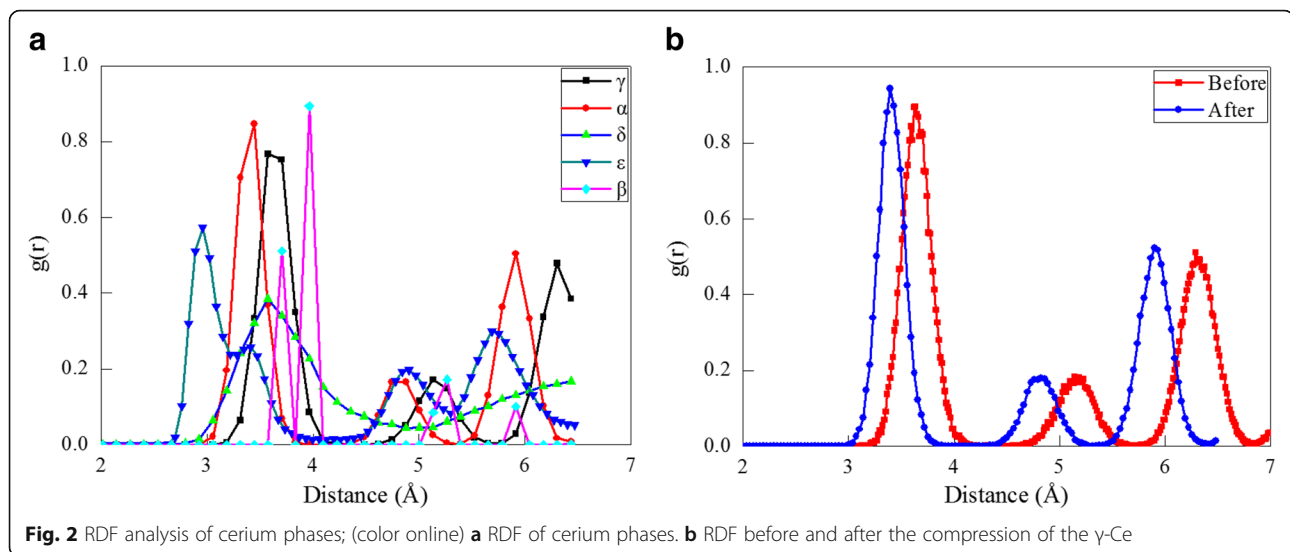 a
1.0
0.8
0.6
0.4
0.2
0.0
g(r)
2 3 4 5 6 7
Distance (Å)
γ
α
δ
ε
β
b
1.0
0.8
0.6
0.4
0.2
0.0
g(r)
2 3 4 5 6 7
Distance (Å)
Before
After
Fig. 2 RDF analysis of cerium phases; (color online) a RDF of cerium phases. b RDF before and after the compression of the γ-Ce